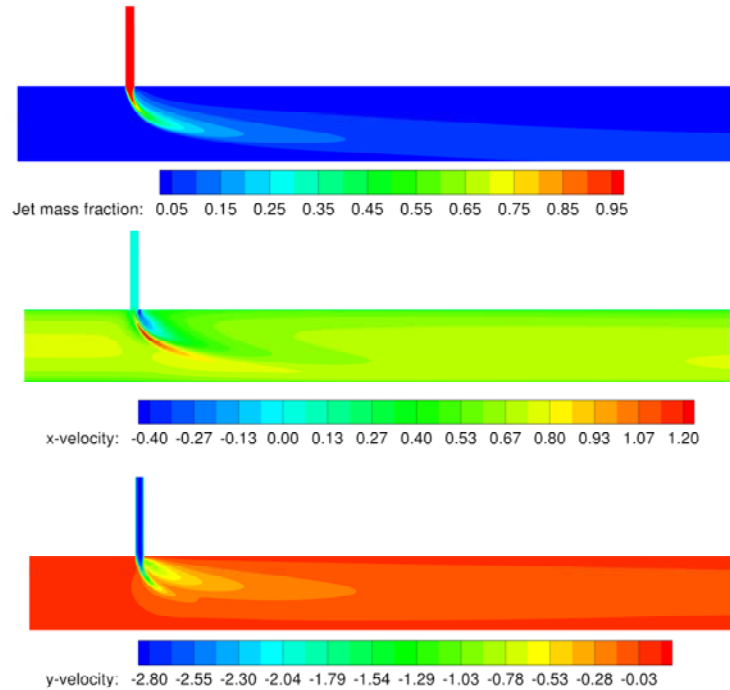 Jet mass fraction: 0.05 0.15 0.25 0.35 0.45 0.55 0.65 0.75 0.85 0.95
x-velocity: -0.40 -0.27 -0.13 0.00 0.13 0.27 0.40 0.53 0.67 0.80 0.93 1.07 1.20
y-velocity: -2.80 -2.55 -2.30 -2.04 -1.79 -1.54 -1.29 -1.03 -0.78 -0.53 -0.28 -0.03